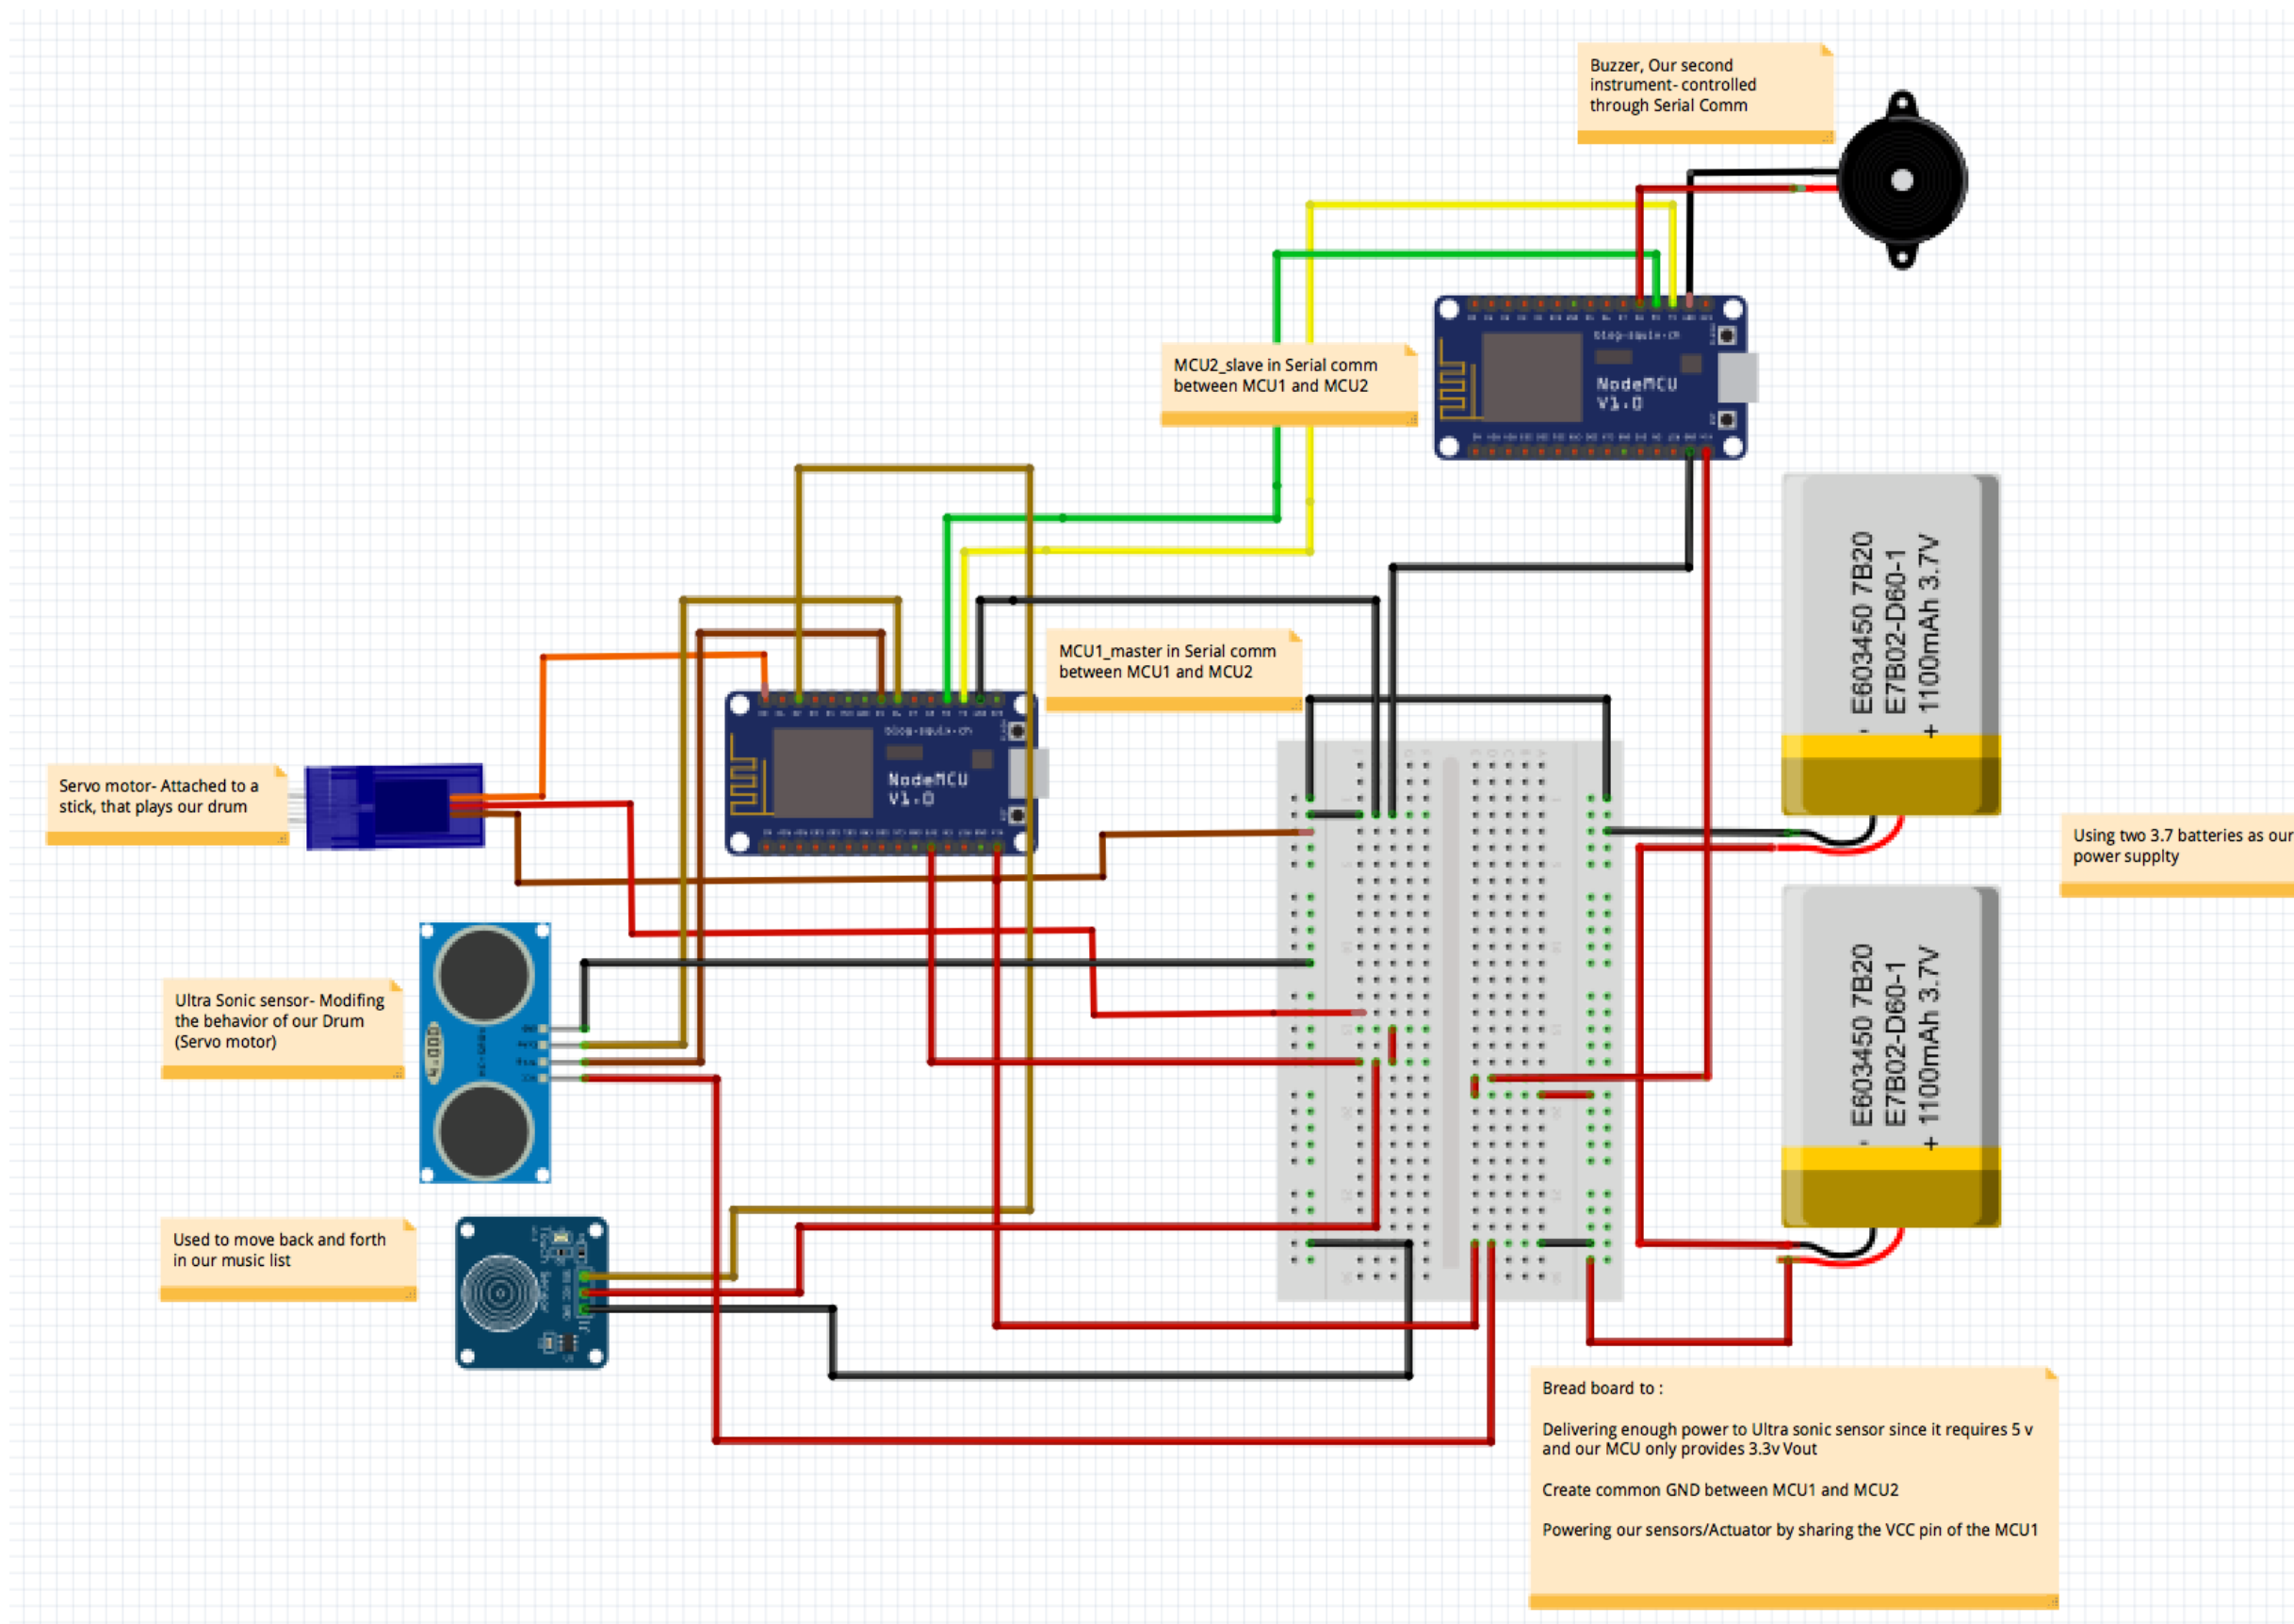 Buzzer, Our second
instrument- controlled
through Serial Comm
MCU2_slave in Serial comm
between MCU1 and MCU2
NodeMCU
V1.0
- E603450 7B20
E7B02-D60-1
+ 1100mAh 3.7V
MCU1_master in Serial comm
between MCU1 and MCU2
NodeMCU
V1.0
Servo motor- Attached to a
stick, that plays our drum
Using two 3.7 batteries as our
power supplty
- E603450 7B20
E7B02-D60-1
+ 1100mAh 3.7V
Ultra Sonic sensor- Modifing
the behavior of our Drum
(Servo motor)
4.000
Used to move back and forth
in our music list
Bread board to :
Delivering enough power to Ultra sonic sensor since it requires 5 v
and our MCU only provides 3.3v Vout
Create common GND between MCU1 and MCU2
Powering our sensors/Actuator by sharing the VCC pin of the MCU1